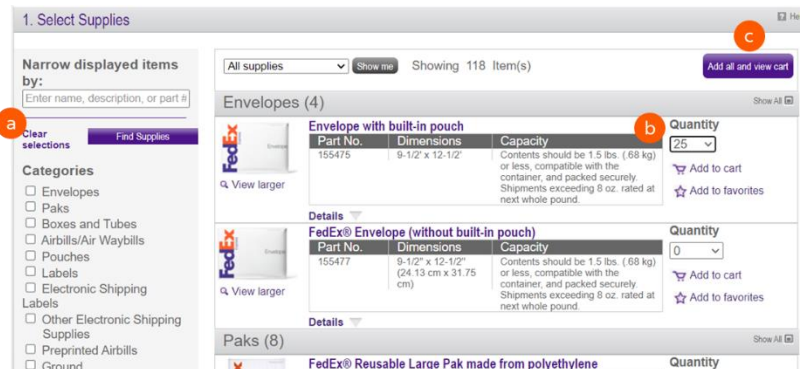 1. Select Supplies
? He
c
Narrow displayed items
by:
Enter name, description, or part #
a
Clear
selections
Find Supplies
Categories
Envelopes
Paks
Boxes and Tubes
Airbills/Air Waybills
Pouches
Labels
Electronic Shipping
Labels
Other Electronic Shipping
Supplies
Preprinted Airbills
Ground
All supplies
Show me
Showing 118 Item(s)
Add all and view cart
Envelopes (4)
Show All
FedEx
Envelope
View larger
Envelope with built-in pouch
Part No. Dimensions Capacity
155475 9-1/2' x 12-1/2' Contents should be 1.5 lbs. (.68 kg)
or less, compatible with the
container, and packed securely.
Shipments exceeding 8 oz. rated at
next whole pound.
Details
b
Quantity
25
Add to cart
Add to favorites
FedEx
Envelope
View larger
FedEx® Envelope (without built-in pouch)
Part No. Dimensions Capacity
155477 9-1/2" x 12-1/2" Contents should be 1.5 lbs. (.68 kg)
(24.13 cm x 31.75 or less, compatible with the
cm) container, and packed securely.
Shipments exceeding 8 oz. rated at
next whole pound.
Details
Quantity
0
Add to cart
Add to favorites
Paks (8)
Show All
FedEx® Reusable Large Pak made from polyethylene
Quantity